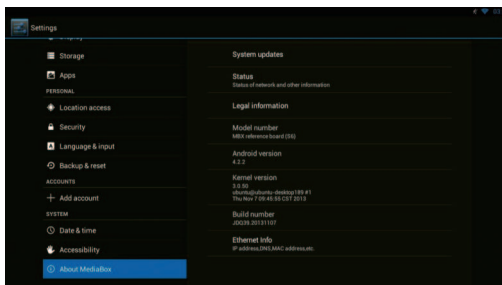 Settings
Storage
Apps
PERSONAL
Location access
Security
Language & input
Backup & reset
ACCOUNTS
Add account
SYSTEM
Date & time
Accessibility
About MediaBox
System updates
Status
Status of network and other information
Legal information
Model number
MBX reference board (S6)
Android version
4.2.2
Kernel version
3.0.50
ubuntu@ubuntu-desktop189 #1
Thu Nov 7 09:45:55 CST 2013
Build number
JDQ39.20131107
Ethernet Info
IP address,DNS,MAC address,etc.